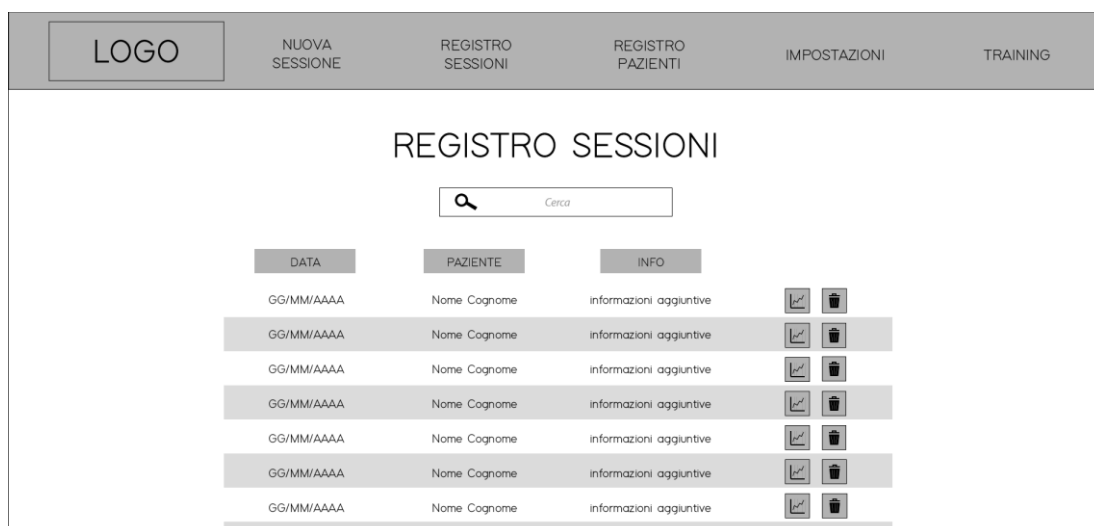 LOGO
NUOVA
SESSIONE
REGISTRO
SESSIONI
REGISTRO
PAZIENTI
IMPOSTAZIONI
TRAINING
REGISTRO SESSIONI
Cerca
DATA PAZIENTE INFO
GG/MM/AAAA Nome Cognome informazioni aggiuntive
GG/MM/AAAA Nome Cognome informazioni aggiuntive
GG/MM/AAAA Nome Cognome informazioni aggiuntive
GG/MM/AAAA Nome Cognome informazioni aggiuntive
GG/MM/AAAA Nome Cognome informazioni aggiuntive
GG/MM/AAAA Nome Cognome informazioni aggiuntive
GG/MM/AAAA Nome Cognome informazioni aggiuntive